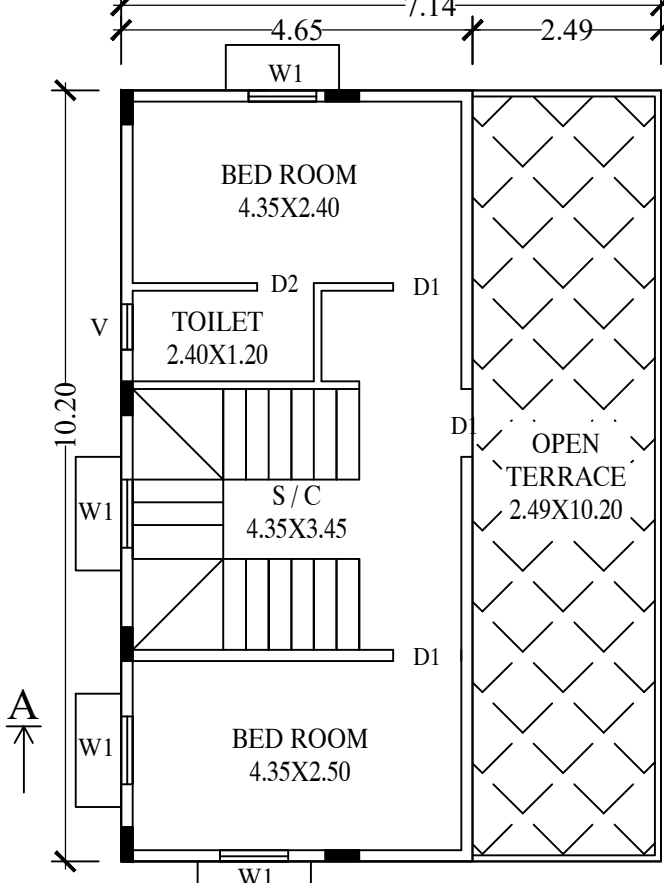 7.14
4.65
2.49
W1
BED ROOM
4.35X2.40
D2
D1
V
TOILET
2.40X1.20
10.20
D1
OPEN
TERRACE
2.49X10.20
W1
S / C
4.35X3.45
D1
A
W1
BED ROOM
4.35X2.50
W1